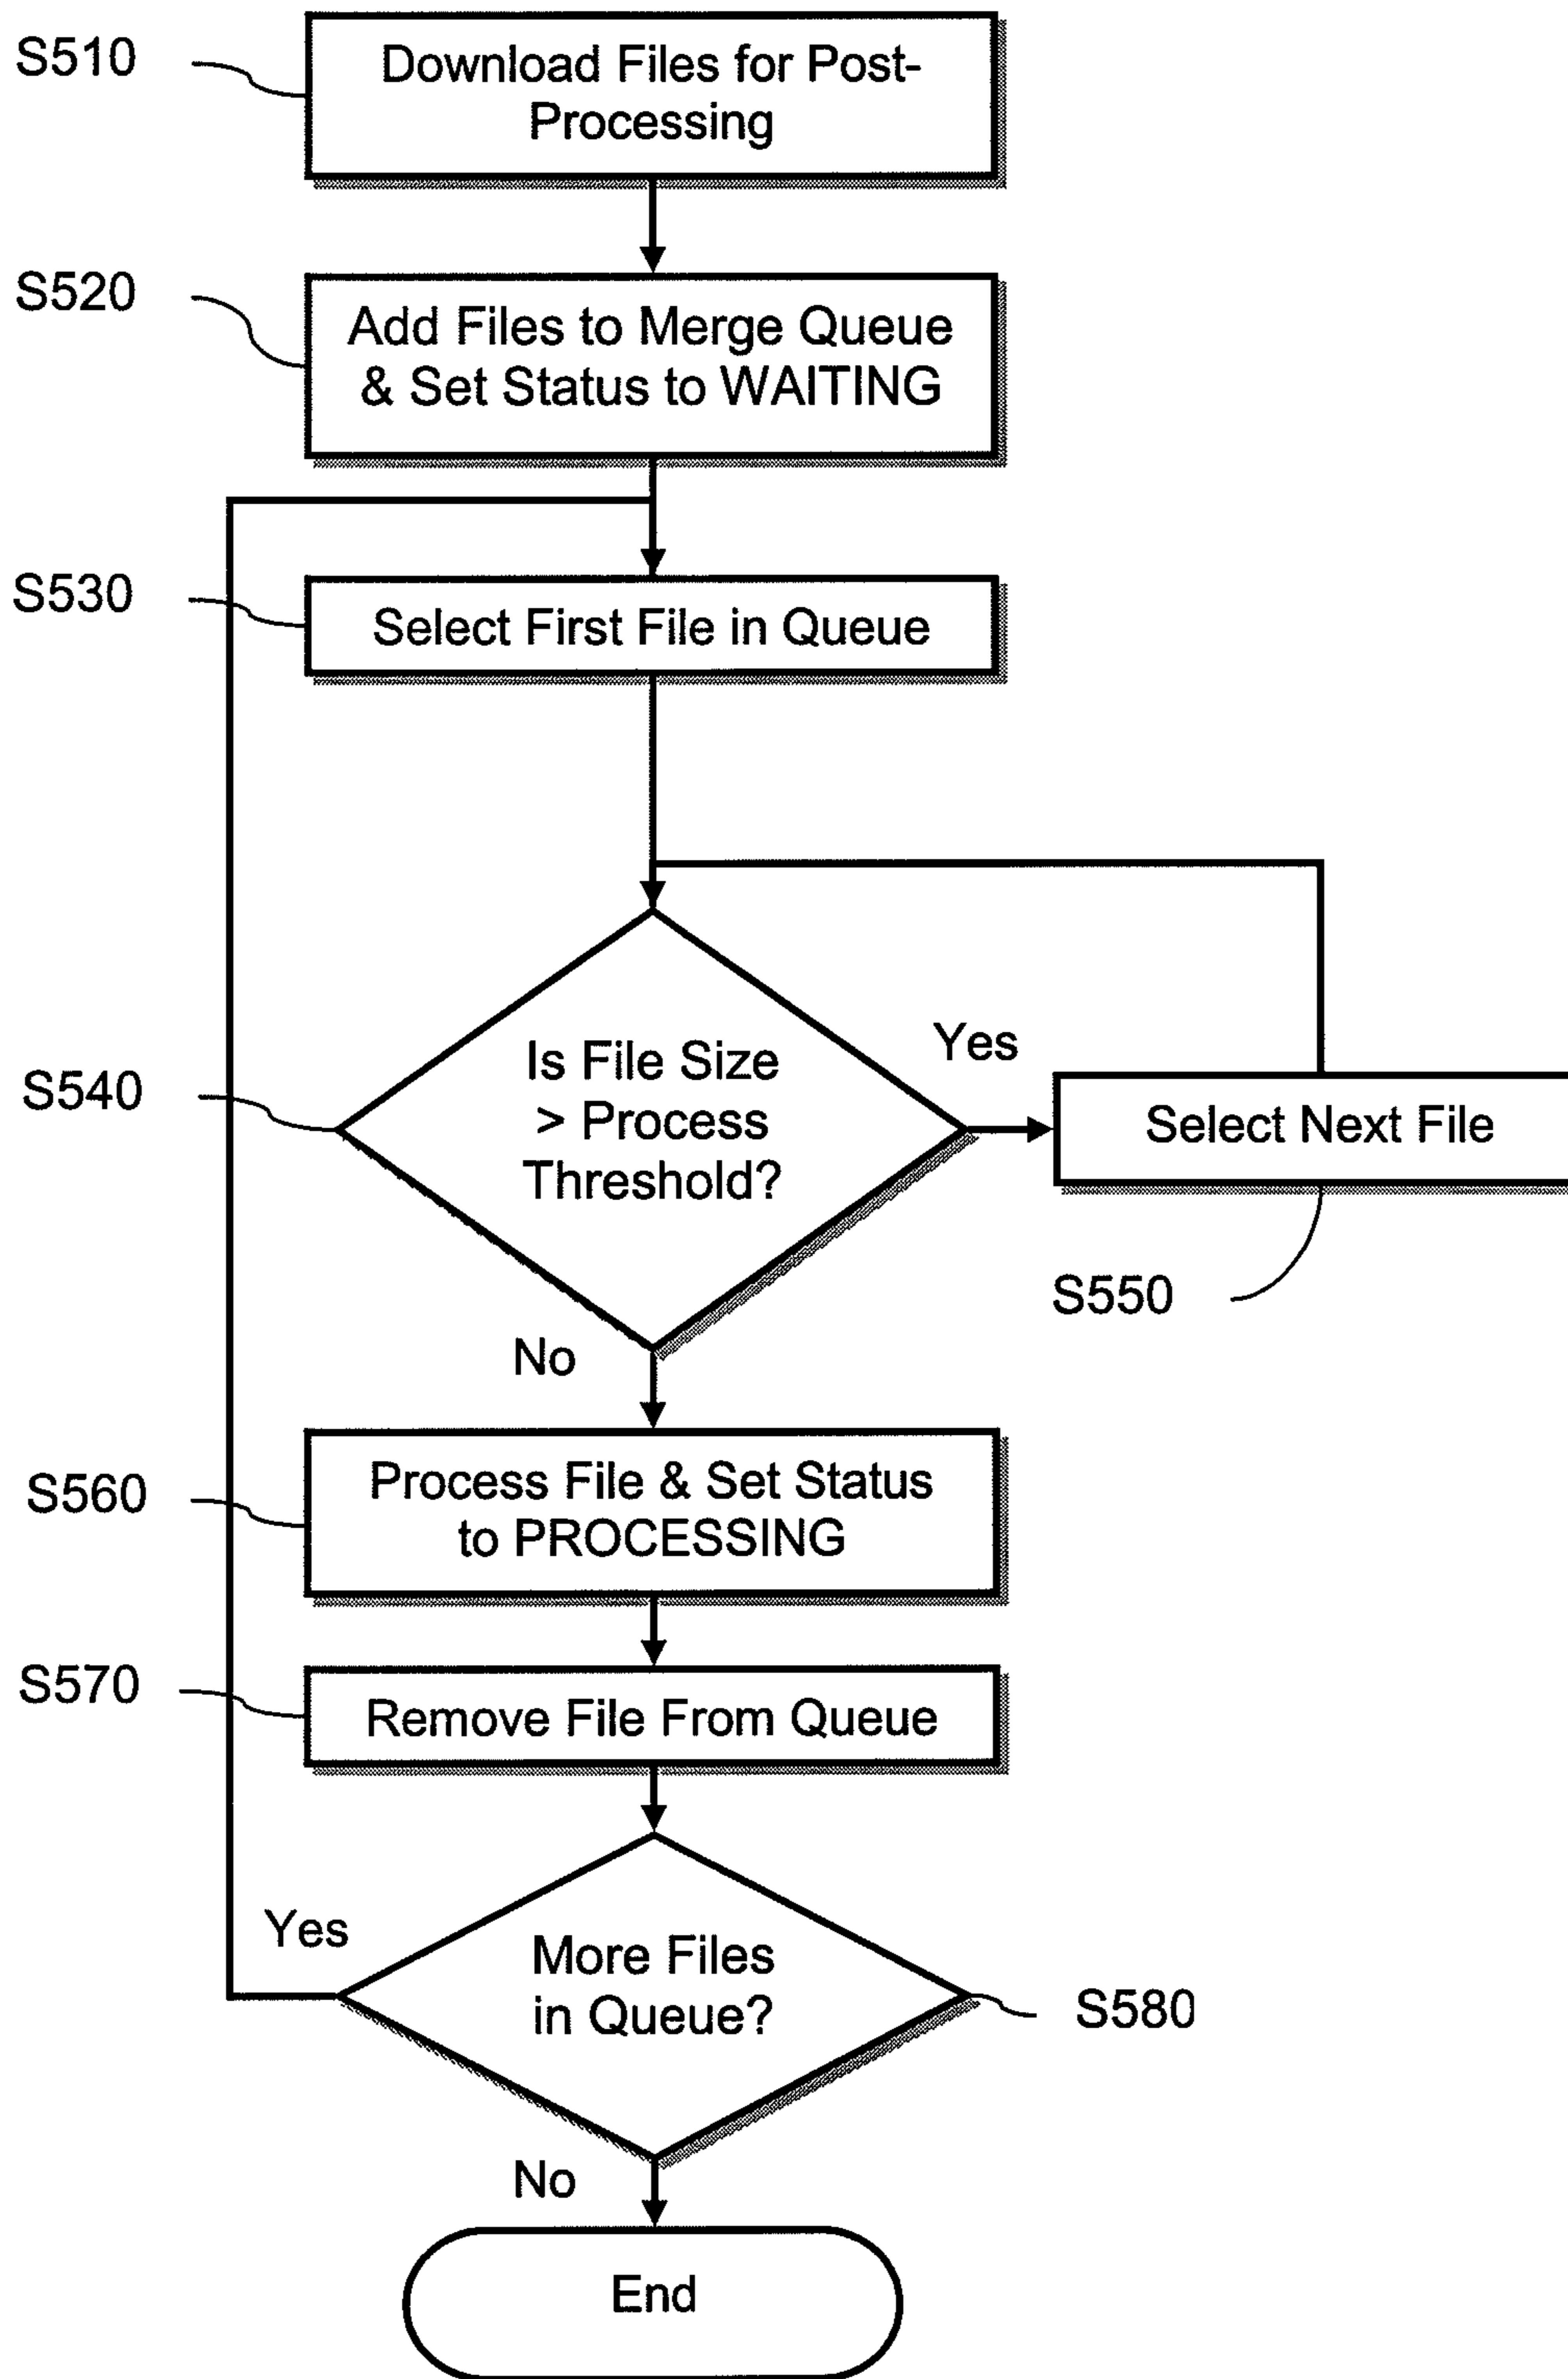 S510
Download Files for Post-
Processing
S520
Add Files to Merge Queue
& Set Status to WAITING
S530
Select First File in Queue
S540
Is File Size
> Process
Threshold?
Yes
Select Next File
S550
No
S560
Process File & Set Status
to PROCESSING
S570
Remove File From Queue
Yes
More Files
in Queue?
S580
No
End